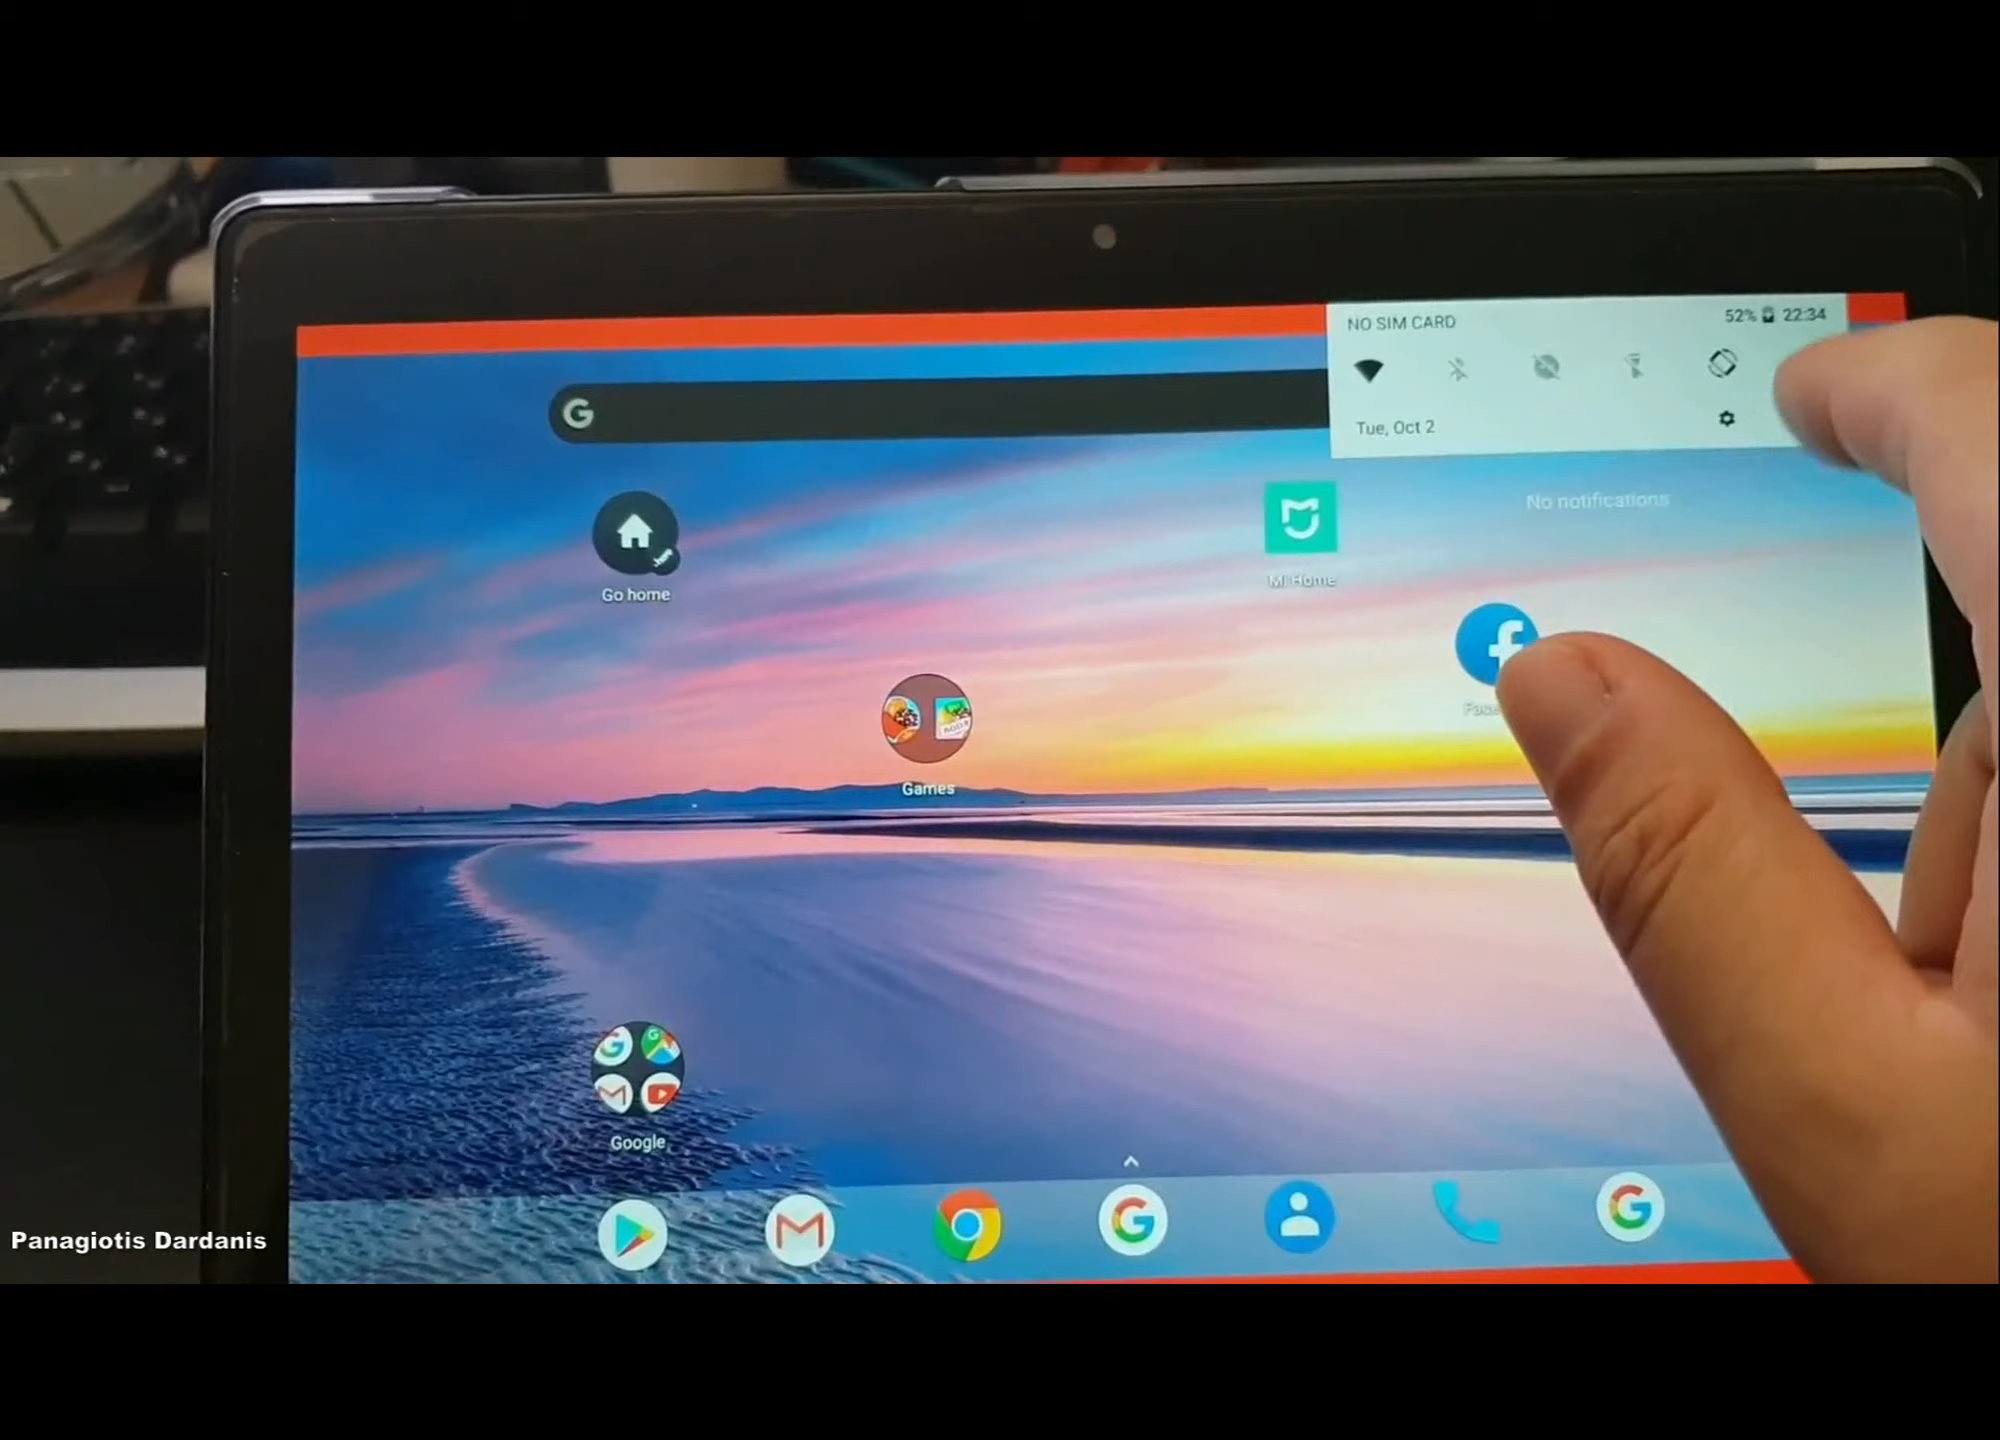 NO SIM CARD
52% 22:34
Tue, Oct 2
No notifications
Go home
Mi Home
Games
Google
Panagiotis Dardanis